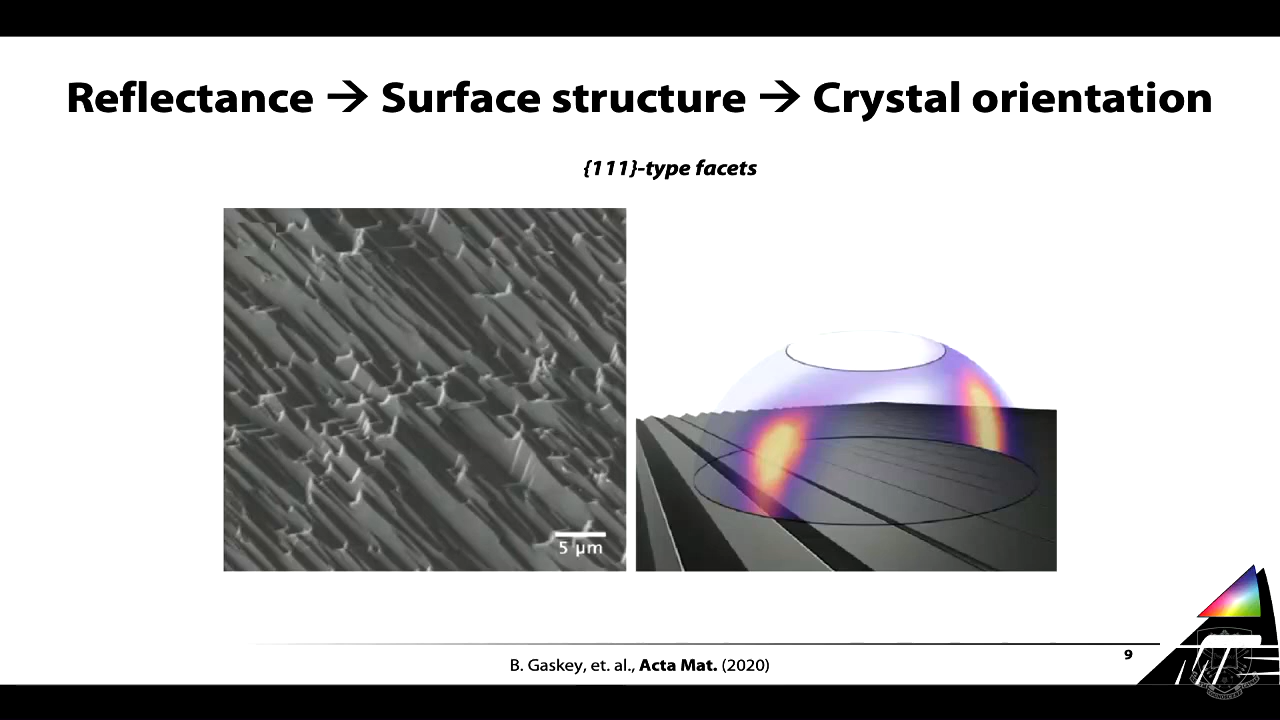 Reflectance → Surface structure → Crystal orientation
{111}-type facets
5 μm
9
B. Gaskey, et. al., Acta Mat. (2020)